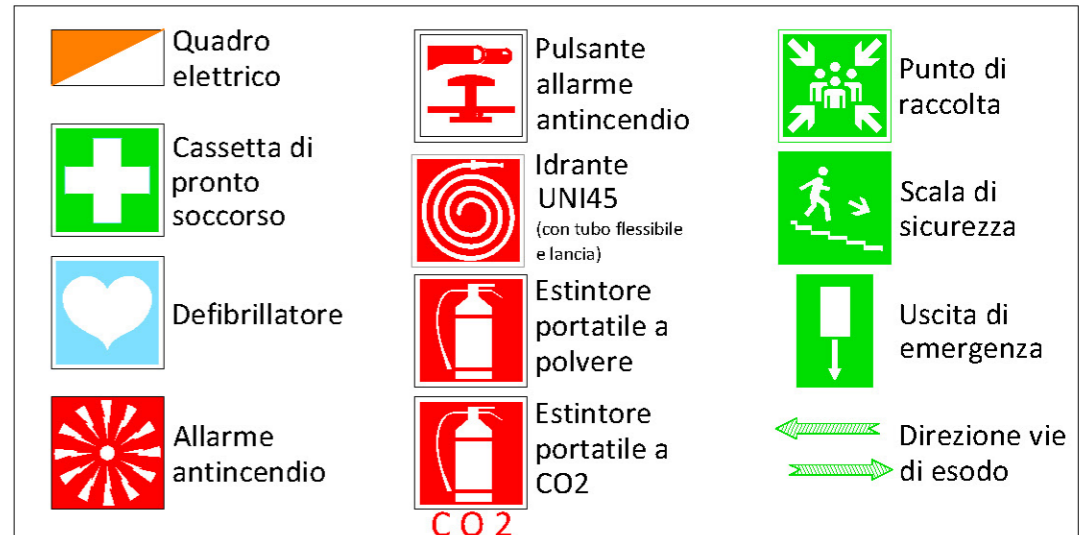 Quadro
elettrico
Cassetta di
pronto
soccorso
Defibrillatore
Allarme
antincendio
Pulsante
allarme
antincendio
Idrante
UNI45
(con tubo flessibile
e lancia)
Estintore
portatile a
polvere
Estintore
portatile a
CO2
C O 2
Punto di
raccolta
Scala di
sicurezza
Uscita di
emergenza
Direzione vie
di esodo